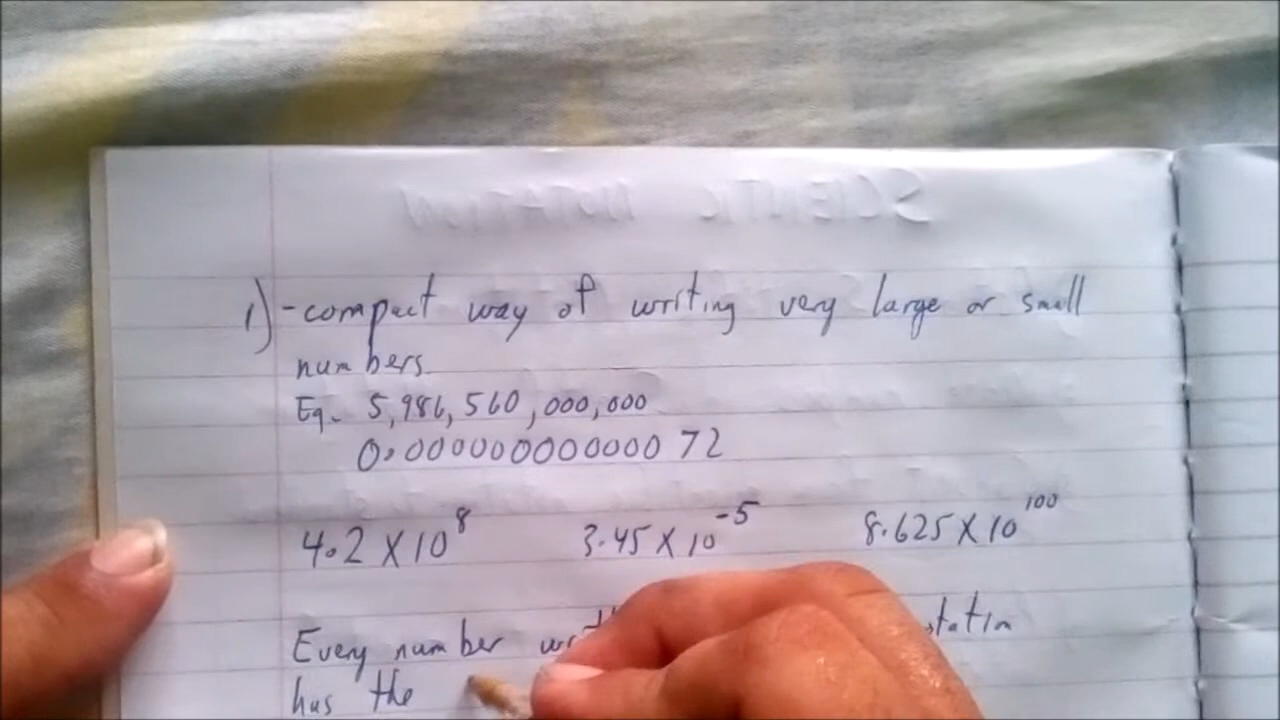 1) - compact way of writing very large or small
numbers
Eg. 5,986,560,000,000
0.00000000000072
4.2 X 10^8 3.45 X 10^-5 8.625 X 10^100
Every number
has the